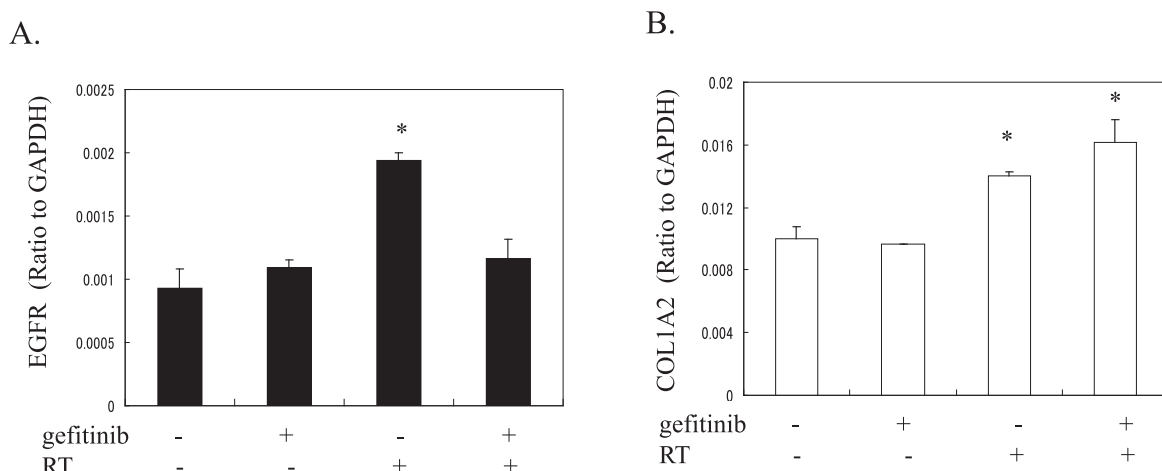 A.
EGFR (Ratio to GAPDH)
0.0025
0.002
0.0015
0.001
0.0005
0
*
gefitinib - + - +
RT - - + +
B.
COL1A2 (Ratio to GAPDH)
0.02
0.016
0.012
0.008
0.004
0
*
*
gefitinib - + - +
RT - - + +